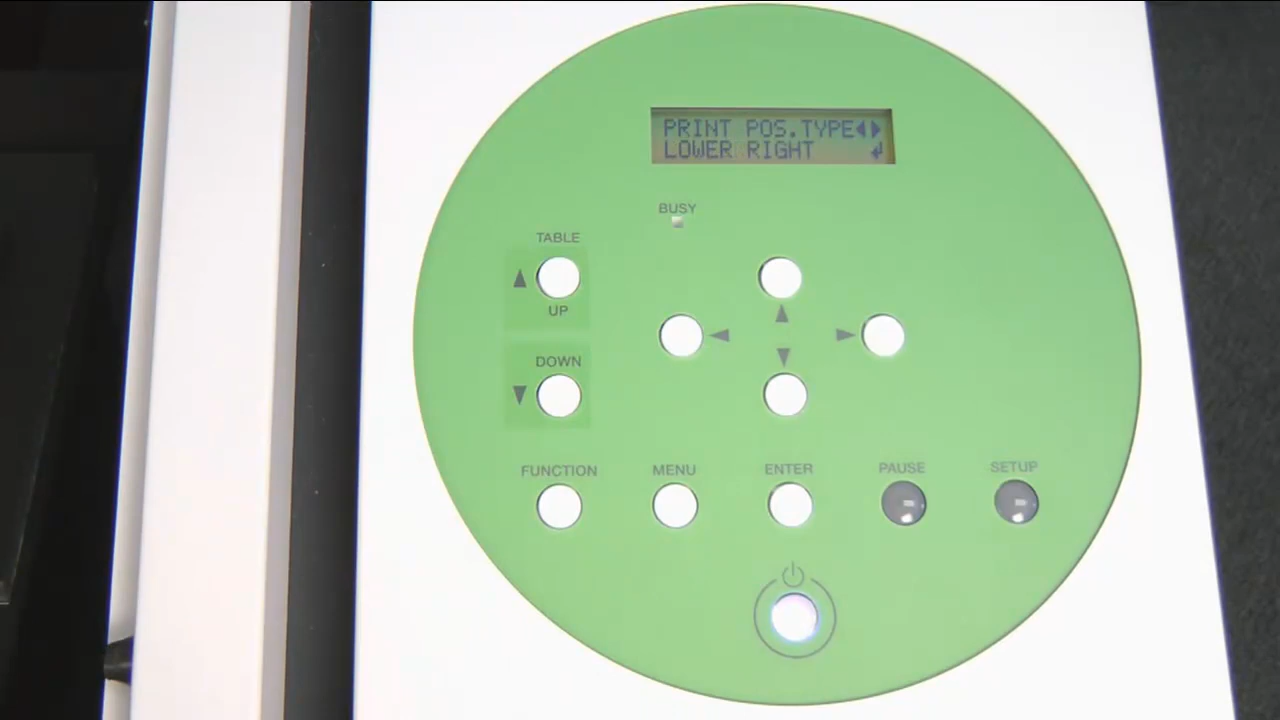 PRINT POS.TYPE◀▶
LOWER RIGHT ↵
BUSY
TABLE
▲
UP
DOWN
▼
FUNCTION
MENU
ENTER
PAUSE
SETUP